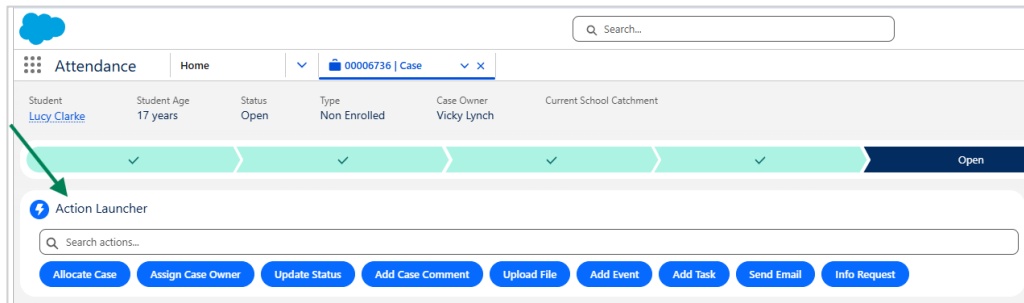 Search...
Attendance
Home
00006736 | Case
Student
Student Age
Status
Type
Case Owner
Current School Catchment
Lucy Clarke
17 years
Open
Non Enrolled
Vicky Lynch
Open
Action Launcher
Search actions...
Allocate Case
Assign Case Owner
Update Status
Add Case Comment
Upload File
Add Event
Add Task
Send Email
Info Request